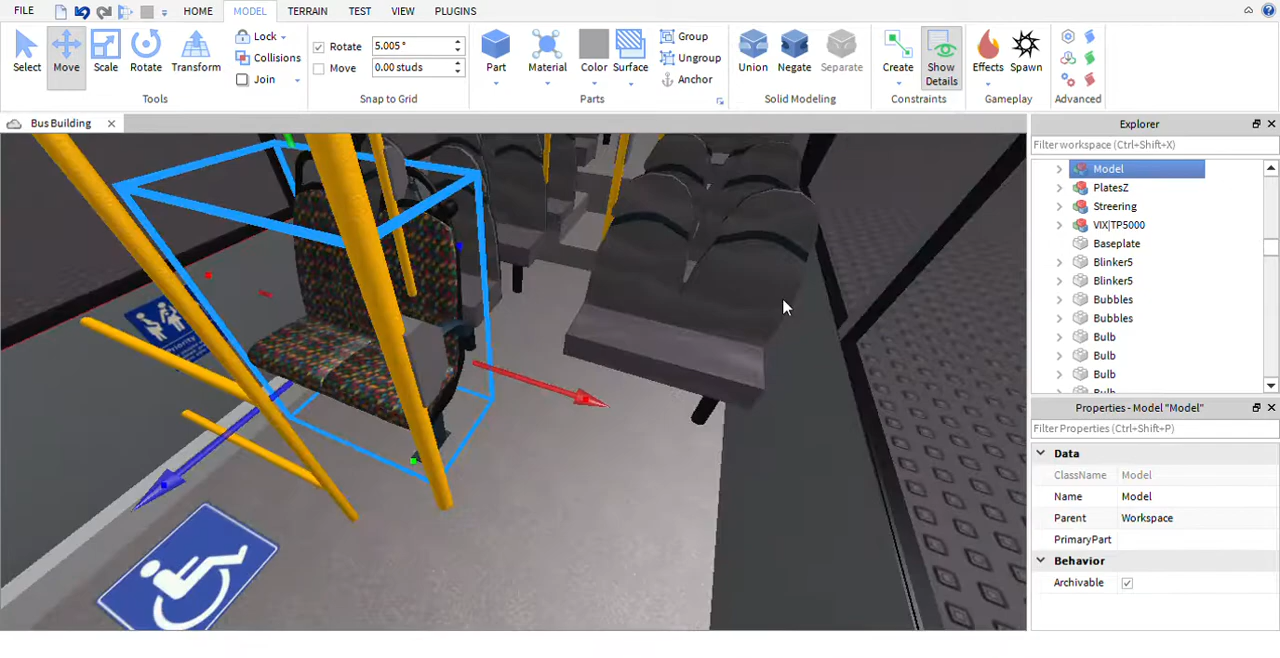 FILE HOME MODEL TERRAIN TEST VIEW PLUGINS
Select Move Scale Rotate Transform
Lock
Collisions
Join
Tools
Rotate 5.005 °
Move 0.00 studs
Snap to Grid
Part Material Color Surface
Group
Ungroup
Anchor
Parts
Union Negate Separate
Solid Modeling
Create Show Details
Constraints
Effects Spawn
Gameplay
Advanced
Bus Building
Priority
Explorer
Filter workspace (Ctrl+Shift+X)
Model
PlatesZ
Streering
VIX|TP5000
Baseplate
Blinker5
Blinker5
Bubbles
Bubbles
Bulb
Bulb
Bulb
Bulb
Properties - Model "Model"
Filter Properties (Ctrl+Shift+P)
Data
ClassName Model
Name Model
Parent Workspace
PrimaryPart
Behavior
Archivable